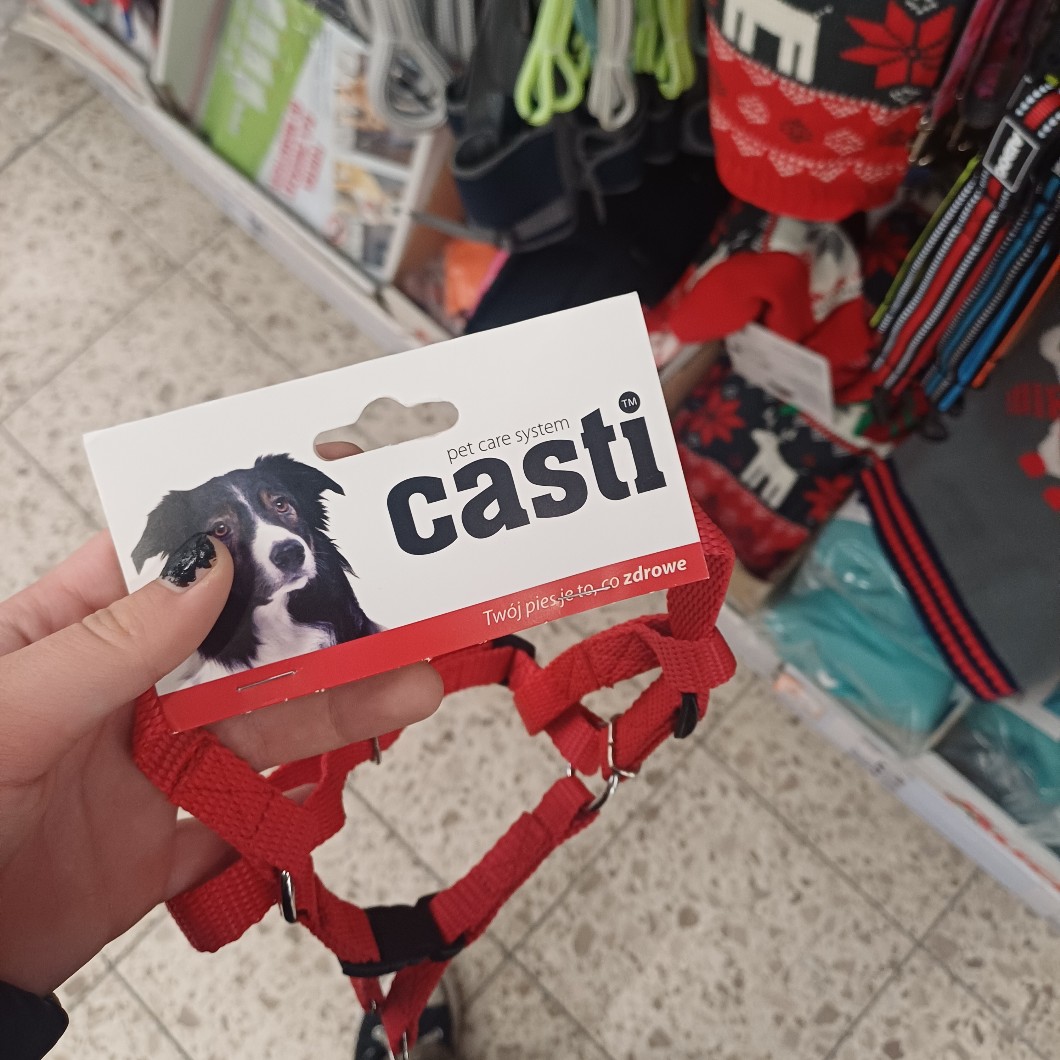 pet care system
castiTM
Twój pies je to, co zdrowe
E